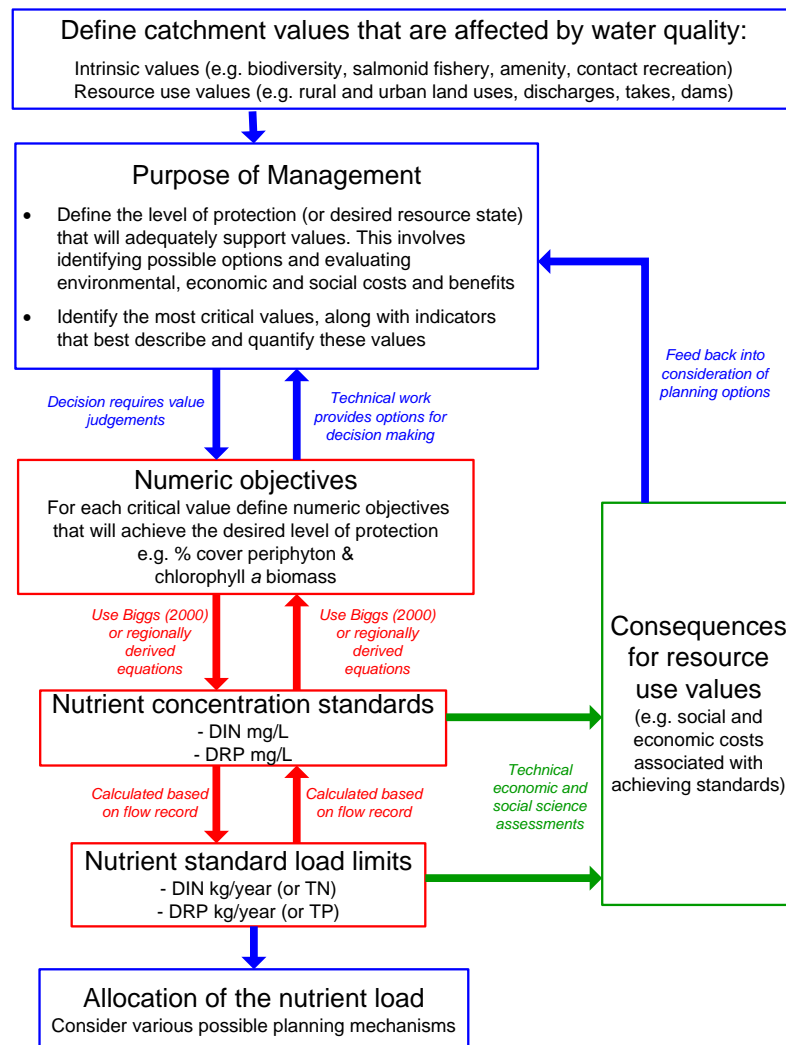 Define catchment values that are affected by water quality:
Intrinsic values (e.g. biodiversity, salmonid fishery, amenity, contact recreation)
Resource use values (e.g. rural and urban land uses, discharges, takes, dams)
Purpose of Management
• Define the level of protection (or desired resource state)
that will adequately support values. This involves
identifying possible options and evaluating
environmental, economic and social costs and benefits
• Identify the most critical values, along with indicators
that best describe and quantify these values
Feed back into
consideration of
planning options
Decision requires value
judgements
Technical work
provides options for
decision making
Numeric objectives
For each critical value define numeric objectives
that will achieve the desired level of protection
e.g. % cover periphyton &
chlorophyll a biomass
Use Biggs (2000)
or regionally
derived
equations
Use Biggs (2000)
or regionally
derived
equations
Consequences
for resource
use values
(e.g. social and
economic costs
associated with
achieving standards)
Nutrient concentration standards
- DIN mg/L
- DRP mg/L
Calculated based
on flow record
Calculated based
on flow record
Technical
economic and
social science
assessments
Nutrient standard load limits
- DIN kg/year (or TN)
- DRP kg/year (or TP)
Allocation of the nutrient load
Consider various possible planning mechanisms